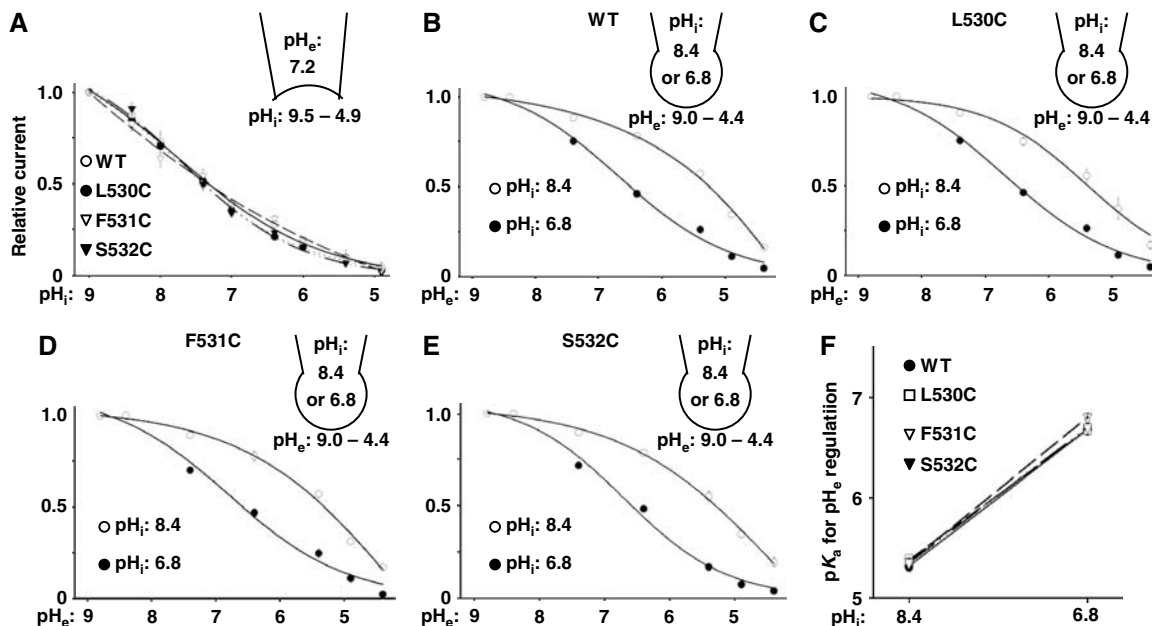 A
pHe:
7.2
pHi: 9.5 – 4.9
Relative current
1.0
0.5
0
WT
L530C
F531C
S532C
pHi: 9 8 7 6 5
B
WT
pHi:
8.4
or 6.8
pHe: 9.0 – 4.4
1.0
0.5
0
pHi: 8.4
pHi: 6.8
pHe: 9 8 7 6 5
C
L530C
pHi:
8.4
or 6.8
pHe: 9.0 – 4.4
1.0
0.5
0
pHi: 8.4
pHi: 6.8
pHe: 9 8 7 6 5
D
F531C
pHi:
8.4
or 6.8
pHe: 9.0 – 4.4
1.0
0.5
0
pHi: 8.4
pHi: 6.8
pHe: 9 8 7 6 5
E
S532C
pHi:
8.4
or 6.8
pHe: 9.0 – 4.4
1.0
0.5
0
pHi: 8.4
pHi: 6.8
pHe: 9 8 7 6 5
F
WT
L530C
F531C
S532C
pKa for pHe regulatiion
7
6
5
pHi: 8.4 6.8